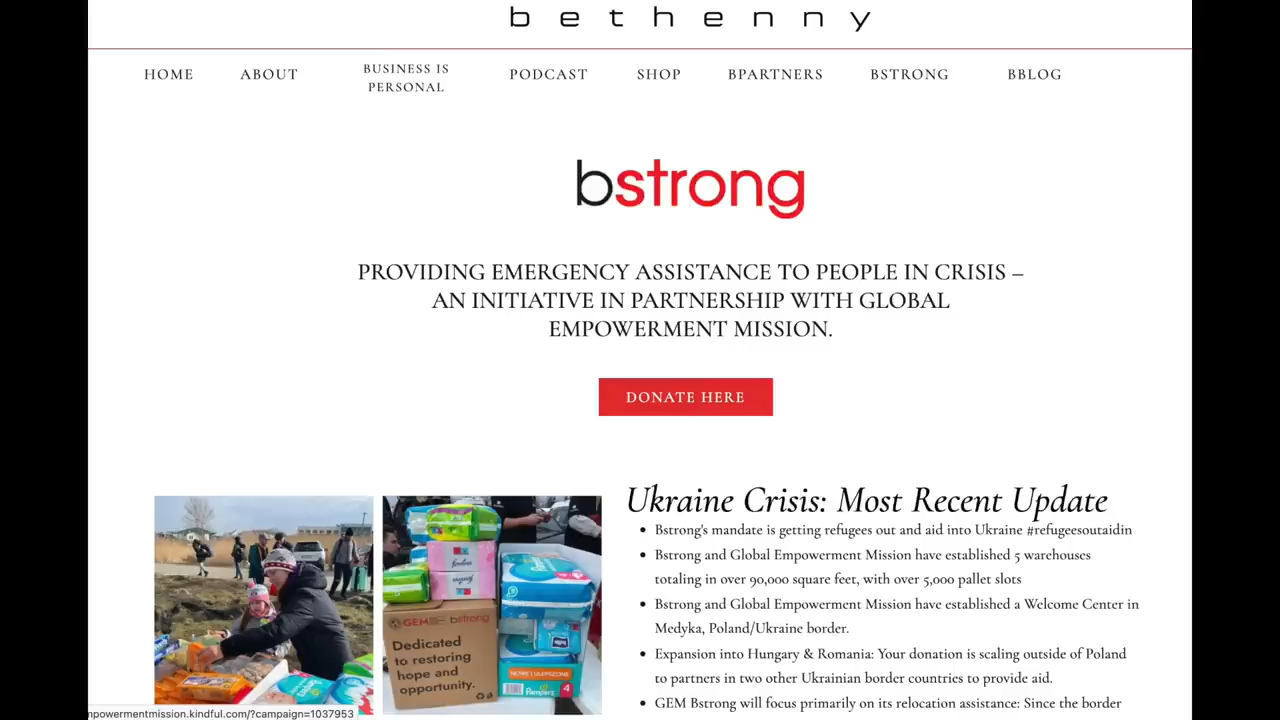 bethenny
HOME ABOUT BUSINESS IS PERSONAL PODCAST SHOP BPARTNERS BSTRONG BBLOG
bstrong
PROVIDING EMERGENCY ASSISTANCE TO PEOPLE IN CRISIS –
AN INITIATIVE IN PARTNERSHIP WITH GLOBAL
EMPOWERMENT MISSION.
DONATE HERE
GEM bstrong
Dedicated
to restoring
hope and
opportunity.
Pampers 4
Ukraine Crisis: Most Recent Update
• Bstrong's mandate is getting refugees out and aid into Ukraine #refugeesoutaidin
• Bstrong and Global Empowerment Mission have established 5 warehouses
totaling in over 90,000 square feet, with over 5,000 pallet slots
• Bstrong and Global Empowerment Mission have established a Welcome Center in
Medyka, Poland/Ukraine border.
• Expansion into Hungary & Romania: Your donation is scaling outside of Poland
to partners in two other Ukrainian border countries to provide aid.
• GEM Bstrong will focus primarily on its relocation assistance: Since the border
mpowermentmission.kindful.com/?campaign=1037953